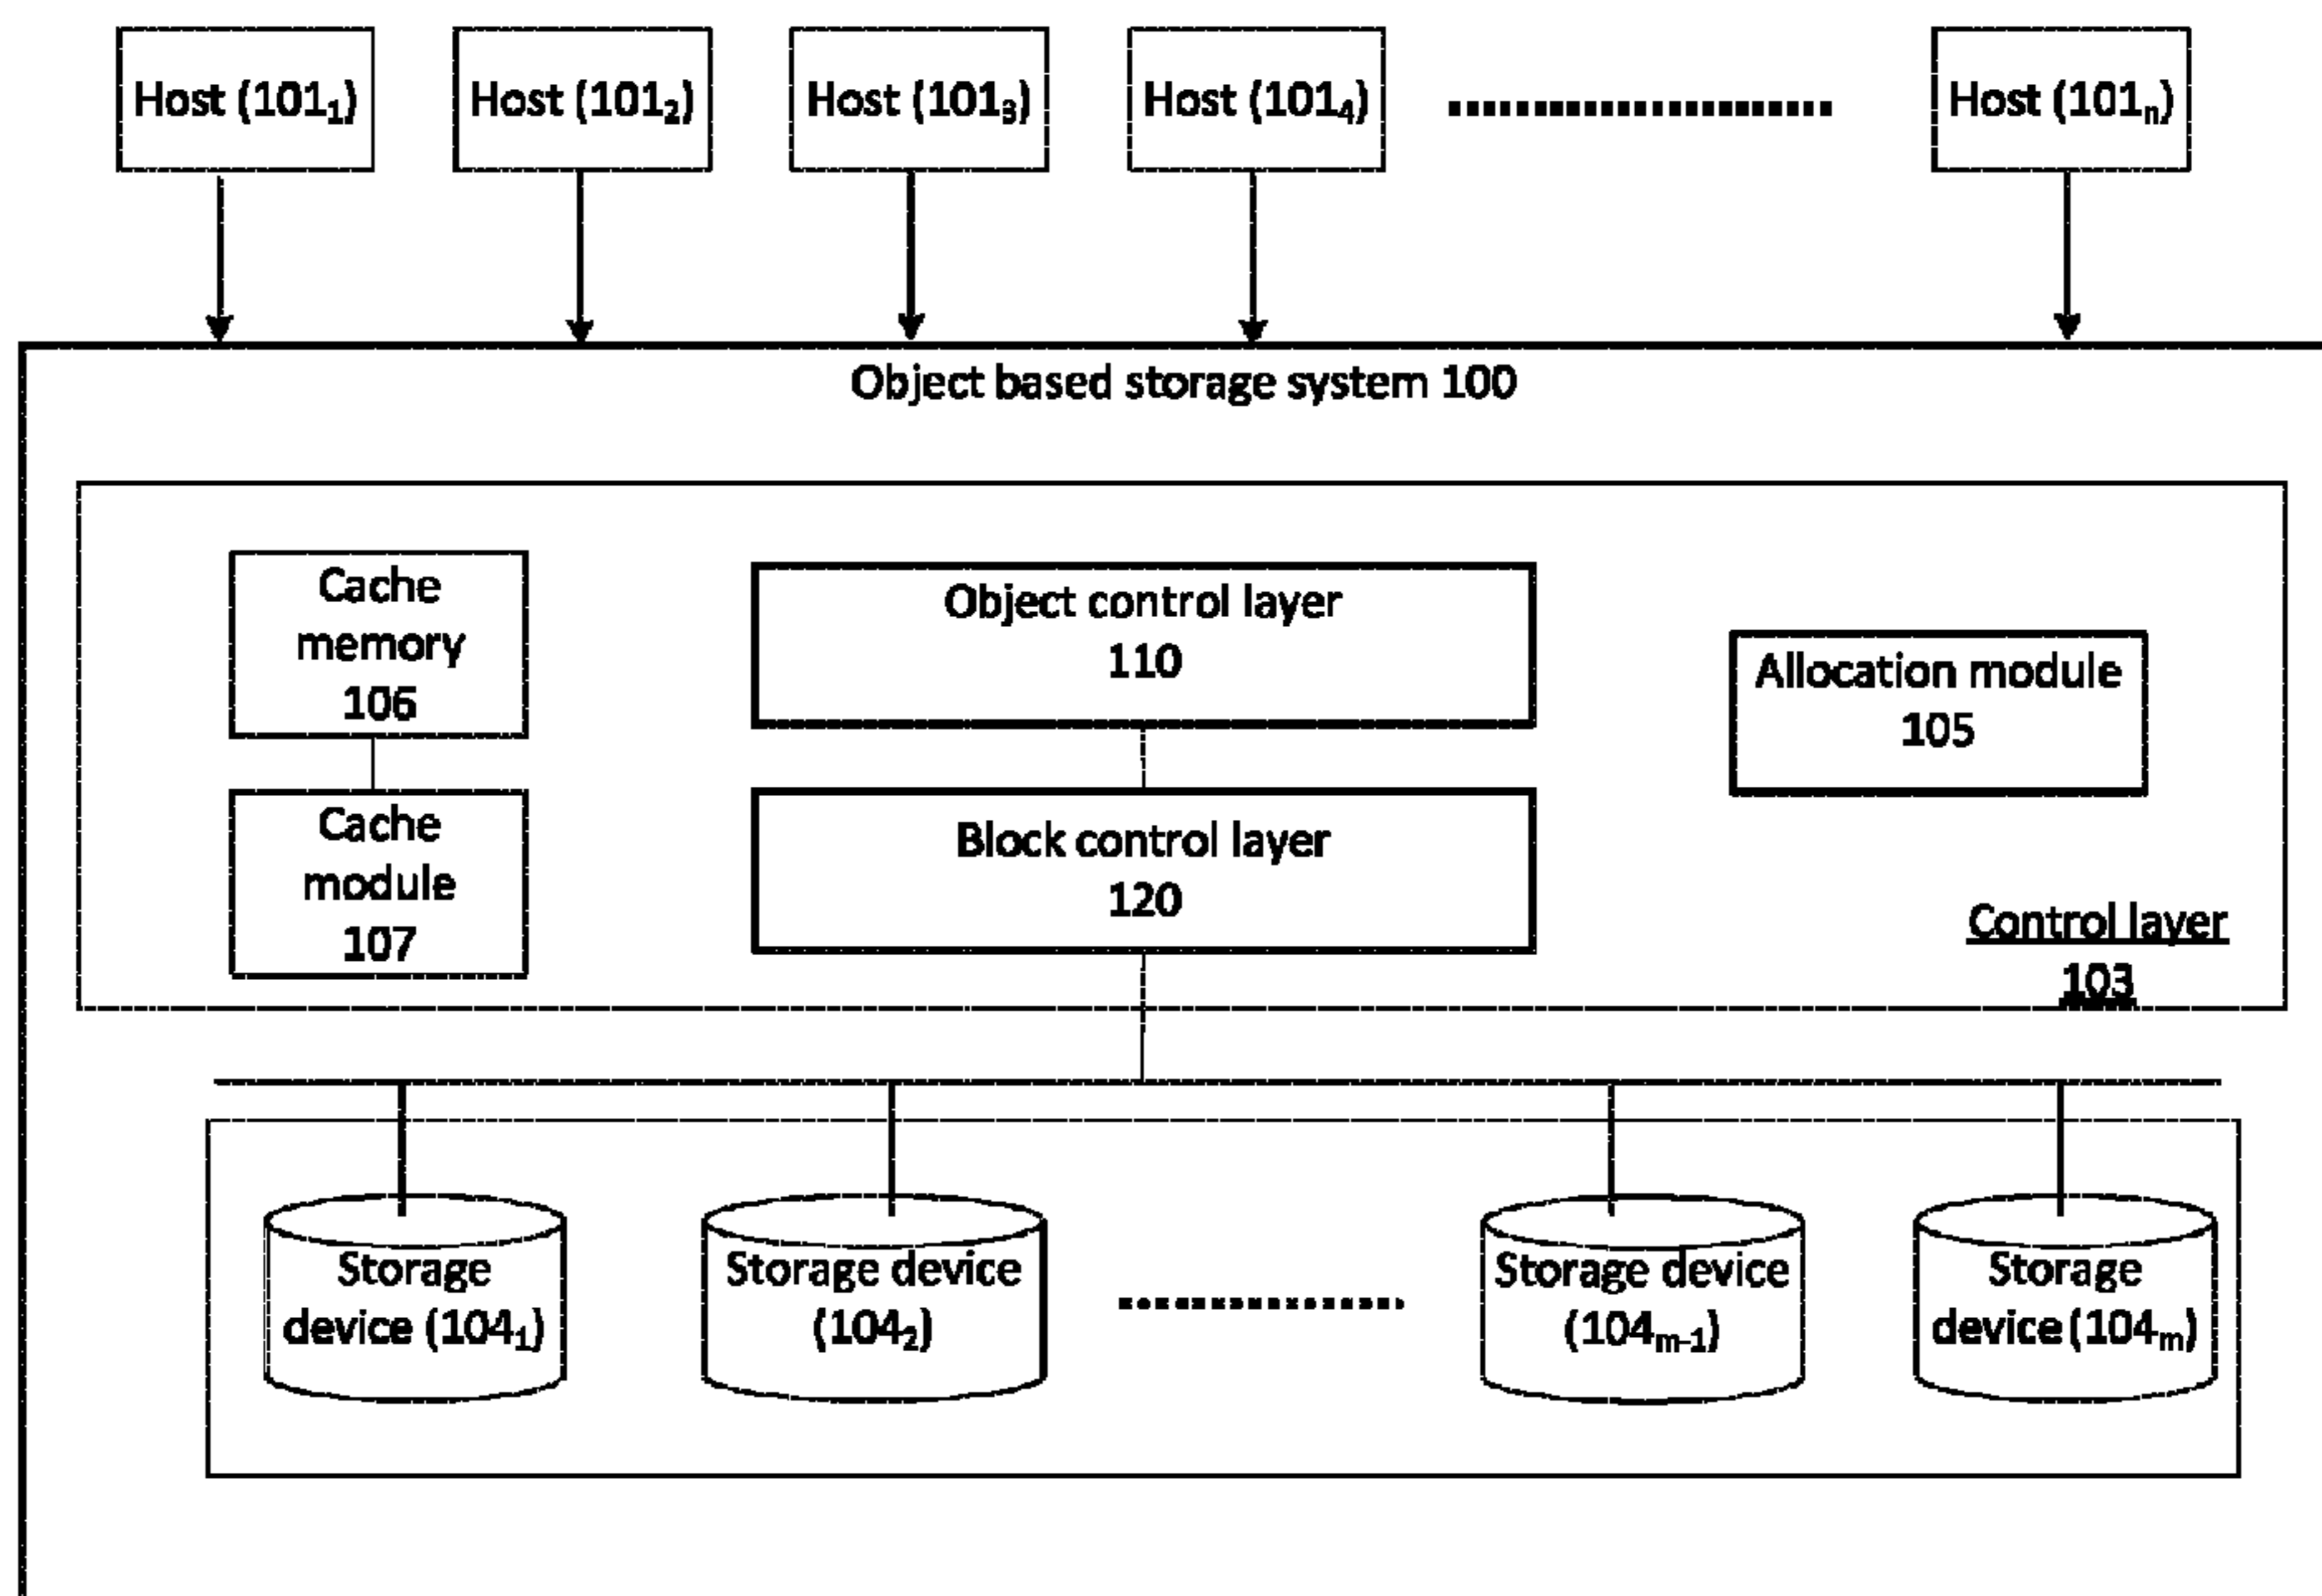 Host (101₁)
Host (101₂)
Host (101₃)
Host (101₄)
Host (101ₙ)
Object based storage system 100
Cache
memory
106
Object control layer
110
Allocation module
105
Cache
module
107
Block control layer
120
Control layer
103
Storage
device (104₁)
Storage device
(104₂)
Storage device
(104ₘ₋₁)
Storage
device (104ₘ)